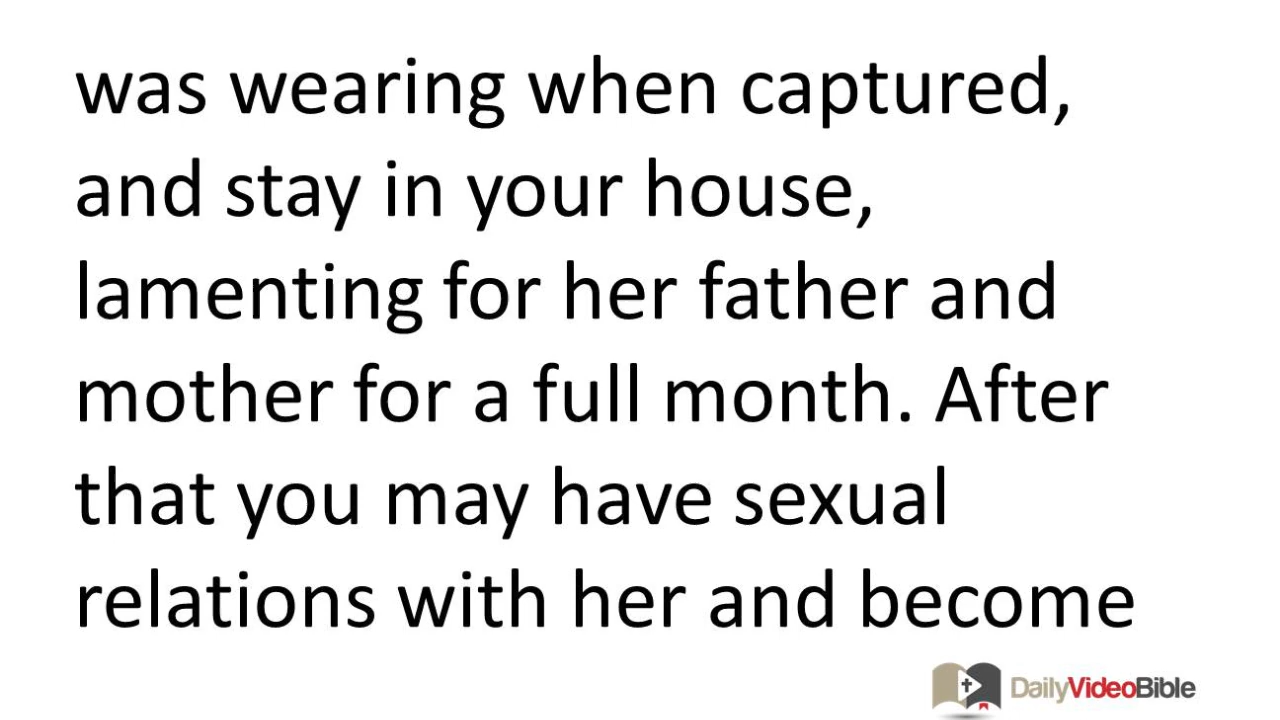 was wearing when captured,
and stay in your house,
lamenting for her father and
mother for a full month. After
that you may have sexual
relations with her and become
DailyVideoBible